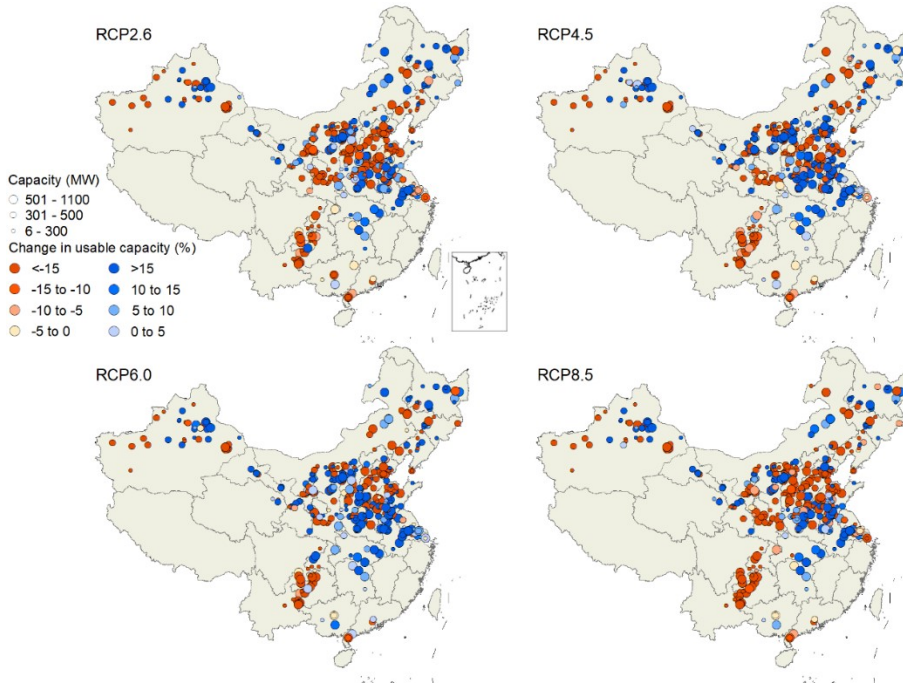 RCP2.6
RCP4.5
Capacity (MW)
501 - 1100
301 - 500
6 - 300
Change in usable capacity (%)
<-15
>15
-15 to -10
10 to 15
-10 to -5
5 to 10
-5 to 0
0 to 5
RCP6.0
RCP8.5